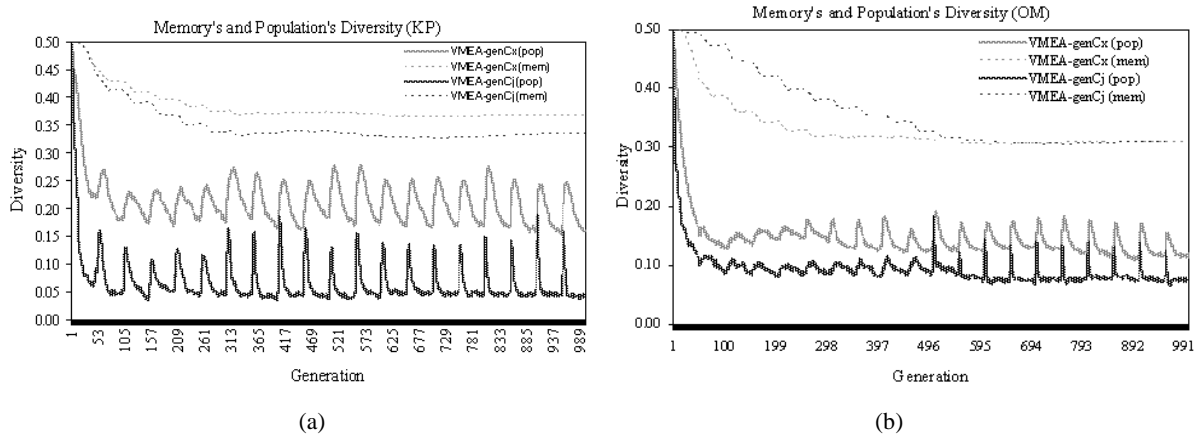 Memory's and Population's Diversity (KP)
0.50
0.45
0.40
0.35
0.30
0.25
0.20
0.15
0.10
0.05
0.00
Diversity
VMEA-genCx(pop)
VMEA-genCx(mem)
VMEA-genCj(pop)
VMEA-genCj(mem)
1 53 105 157 209 261 313 365 417 469 521 573 625 677 729 781 833 885 937 989
Generation
(a)
Memory's and Population's Diversity (OM)
0.50
0.40
0.30
0.20
0.10
0.00
Diversity
VMEA-genCx (pop)
VMEA-genCx (mem)
VMEA-genCj (pop)
VMEA-genCj (mem)
1 100 199 298 397 496 595 694 793 892 991
Generation
(b)